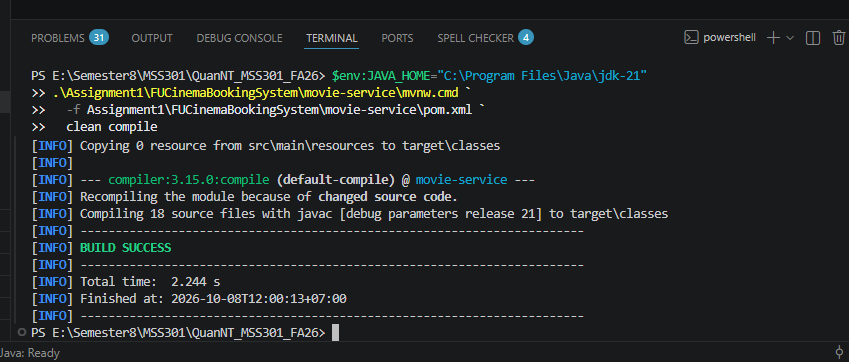 PROBLEMS 31 OUTPUT DEBUG CONSOLE TERMINAL PORTS SPELL CHECKER 4 powershell
PS E:\Semester8\MSS301\QuanNT_MSS301_FA26> $env:JAVA_HOME="C:\Program Files\Java\jdk-21"
>> .\Assignment1\FUCinemaBookingSystem\movie-service\mvnw.cmd `
>>   -f Assignment1\FUCinemaBookingSystem\movie-service\pom.xml `
>>   clean compile
[INFO] Copying 0 resource from src\main\resources to target\classes
[INFO]
[INFO] --- compiler:3.15.0:compile (default-compile) @ movie-service ---
[INFO] Recompiling the module because of changed source code.
[INFO] Compiling 18 source files with javac [debug parameters release 21] to target\classes
[INFO] ------------------------------------------------------------------------
[INFO] BUILD SUCCESS
[INFO] ------------------------------------------------------------------------
[INFO] Total time:  2.244 s
[INFO] Finished at: 2026-10-08T12:00:13+07:00
[INFO] ------------------------------------------------------------------------
PS E:\Semester8\MSS301\QuanNT_MSS301_FA26>
Java: Ready